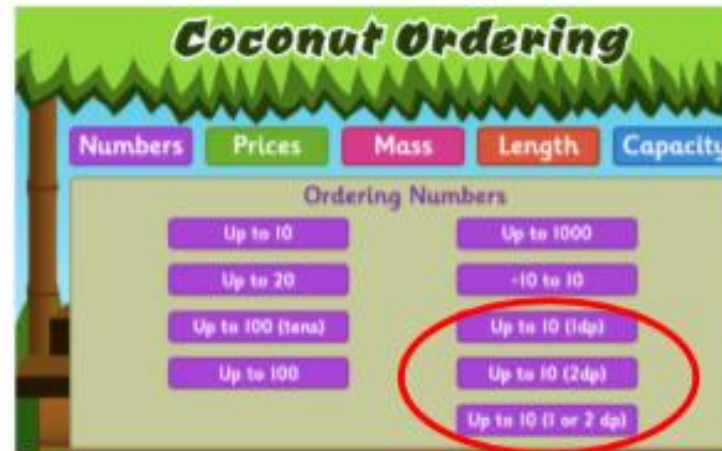 Coconut Ordering
Numbers Prices Mass Length Capacity
Ordering Numbers
Up to 10 Up to 1000
Up to 20 -10 to 10
Up to 100 (tens) Up to 10 (1dp)
Up to 100 Up to 10 (2dp)
Up to 10 (1 or 2 dp)